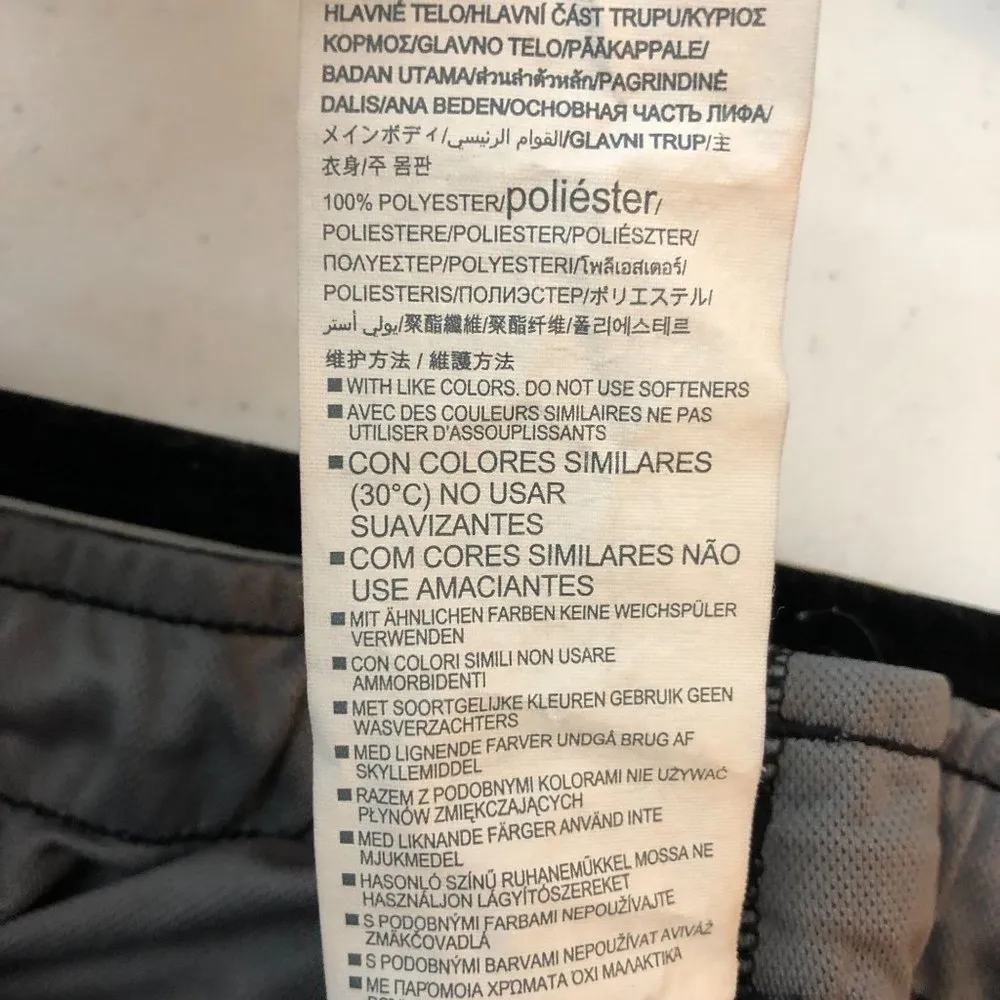 HLAVNÉ TELO/HLAVNÍ ČÁST TRUPU/ΚΥΡΙΟΣ
ΚΟΡΜΟΣ/GLAVNO TELO/PÄÄKAPPALE/
BADAN UTAMA/ส่วนลำตัวหลัก/PAGRINDINĖ
DALIS/ANA BEDEN/ОСНОВНАЯ ЧАСТЬ ЛИФА/
メインボディ/القوام الرئيسي/GLAVNI TRUP/主
衣身/주 몸판
100% POLYESTER/poliéster/
POLIESTERE/POLIESTER/POLIÉSZTER/
ΠΟΛΥΕΣΤΕΡ/POLYESTERI/โพลีเอสเตอร์/
POLIESTERIS/ПОЛИЭСТЕР/ポリエステル/
بولي أستر/聚酯纖維/聚酯纤维/폴리에스테르
维护方法 / 維護方法
■ WITH LIKE COLORS. DO NOT USE SOFTENERS
■ AVEC DES COULEURS SIMILAIRES NE PAS
UTILISER D'ASSOUPLISSANTS
■ CON COLORES SIMILARES
(30°C) NO USAR
SUAVIZANTES
■ COM CORES SIMILARES NÃO
USE AMACIANTES
■ MIT ÄHNLICHEN FARBEN KEINE WEICHSPÜLER
VERWENDEN
■ CON COLORI SIMILI NON USARE
AMMORBIDENTI
■ MET SOORTGELIJKE KLEUREN GEBRUIK GEEN
WASVERZACHTERS
■ MED LIGNENDE FARVER UNDGÅ BRUG AF
SKYLLEMIDDEL
■ RAZEM Z PODOBNYMI KOLORAMI NIE UŻYWAĆ
PŁYNÓW ZMIĘKCZAJĄCYCH
■ MED LIKNANDE FÄRGER ANVÄND INTE
MJUKMEDEL
■ HASONLÓ SZÍNŰ RUHANEMŰKKEL MOSSA NE
HASZNÁLJON LÁGYÍTÓSZEREKET
■ S PODOBNÝMI FARBAMI NEPOUŽÍVAJTE
ZMÄKČOVADLÁ
■ S PODOBNÝMI BARVAMI NEPOUŽÍVAT AVIVÁŽ
■ ΜΕ ΠΑΡΌΜΟΙΑ ΧΡΏΜΑΤΑ ΌΧΙ ΜΑΛΑΚΤΙΚΆ